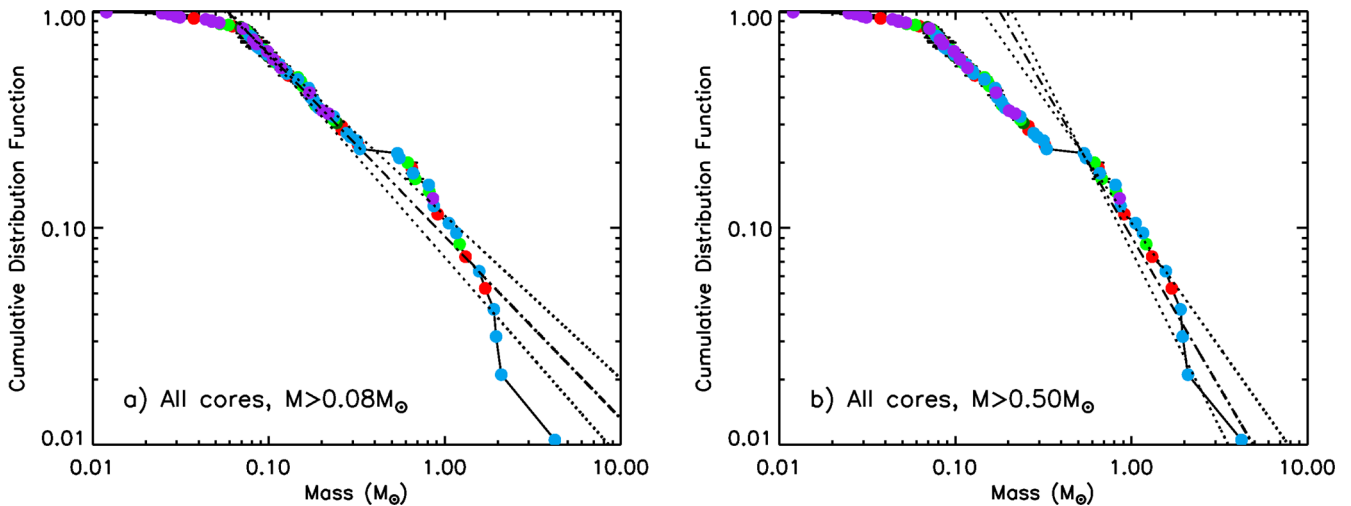 1.00
0.10
0.01
Cumulative Distribution Function
a) All cores, M>0.08M⊙
0.01 0.10 1.00 10.00
Mass (M⊙)
1.00
0.10
0.01
Cumulative Distribution Function
b) All cores, M>0.50M⊙
0.01 0.10 1.00 10.00
Mass (M⊙)